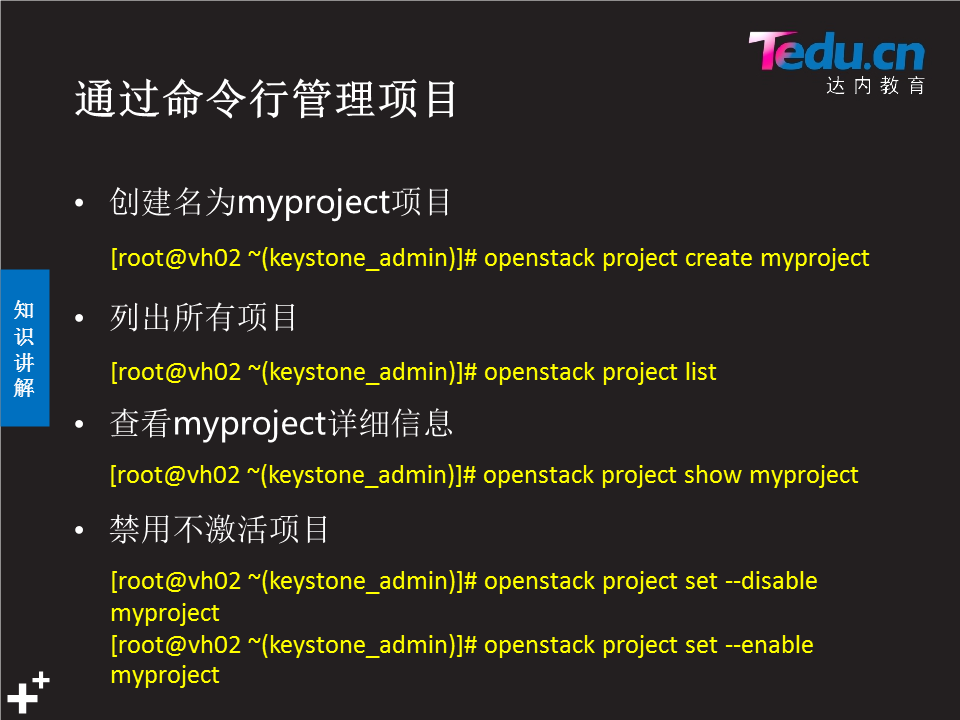 Tedu.cn
达内教育
通过命令行管理项目
• 创建名为myproject项目
[root@vh02 ~(keystone_admin)]# openstack project create myproject
• 列出所有项目
[root@vh02 ~(keystone_admin)]# openstack project list
知
识
讲
解
• 查看myproject详细信息
[root@vh02 ~(keystone_admin)]# openstack project show myproject
• 禁用不激活项目
[root@vh02 ~(keystone_admin)]# openstack project set --disable
myproject
[root@vh02 ~(keystone_admin)]# openstack project set --enable
myproject